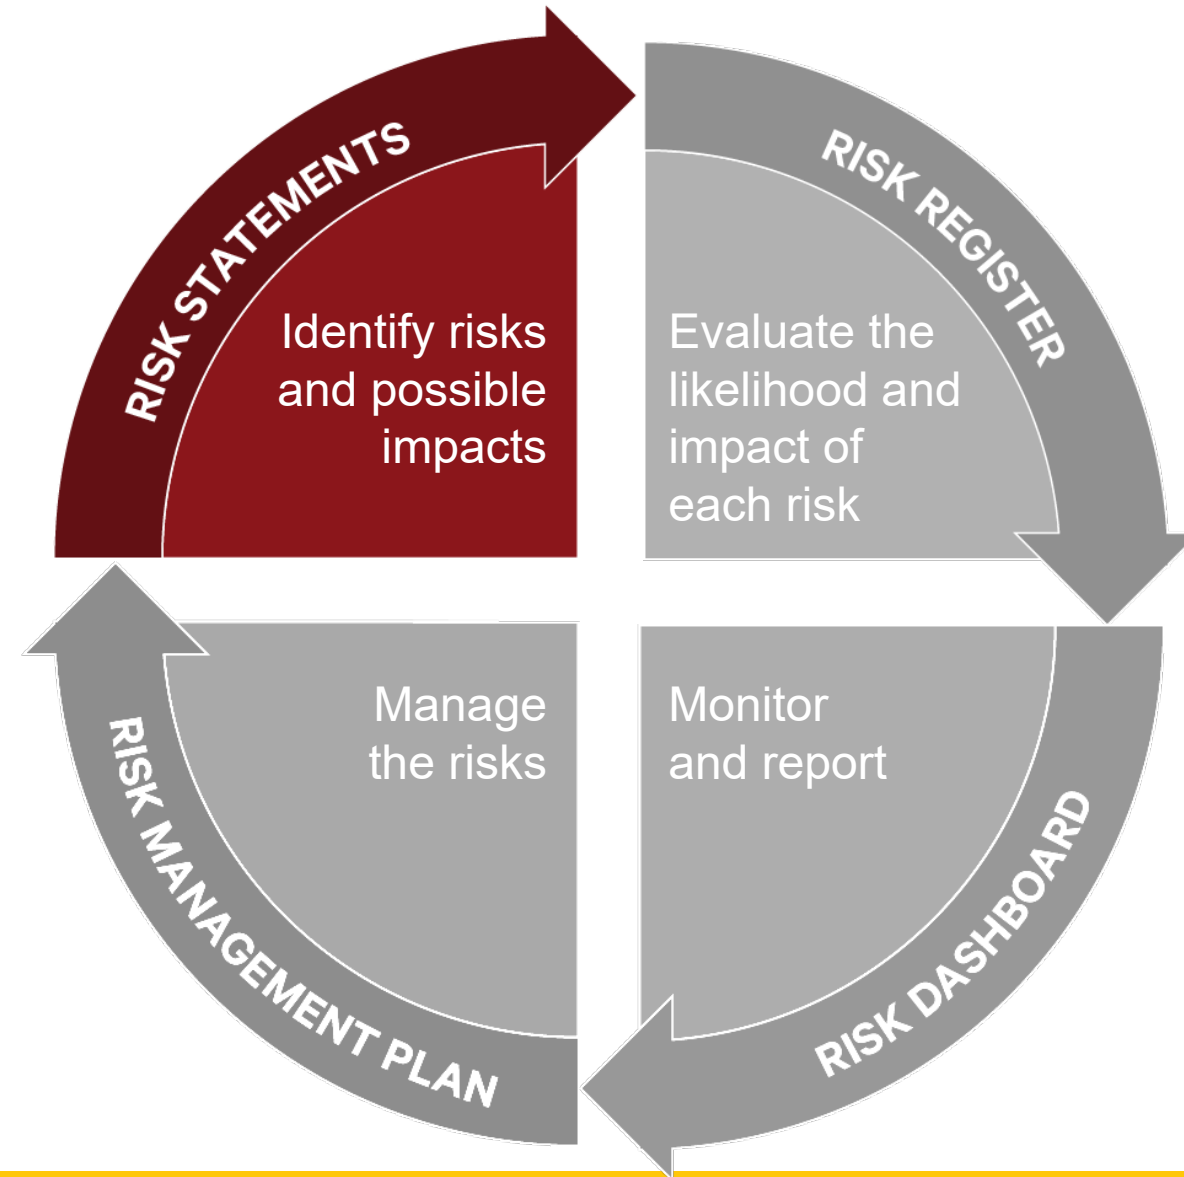 RISK STATEMENTS
Identify risks
and possible
impacts
RISK REGISTER
Evaluate the
likelihood and
impact of
each risk
Manage
the risks
RISK MANAGEMENT PLAN
Monitor
and report
RISK DASHBOARD